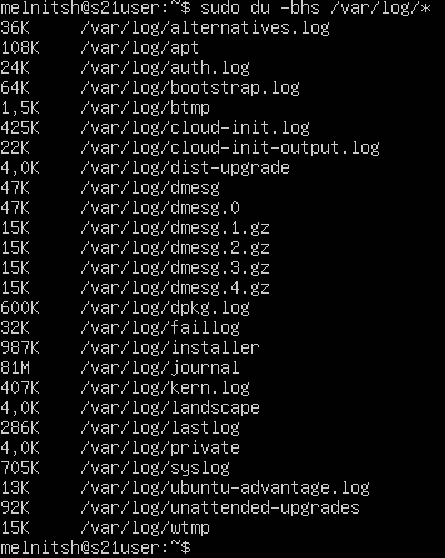 melnitsh@s21user:~$ sudo du -bhs /var/log/*
36K /var/log/alternatives.log
108K /var/log/apt
24K /var/log/auth.log
64K /var/log/bootstrap.log
1,5K /var/log/btmp
425K /var/log/cloud-init.log
22K /var/log/cloud-init-output.log
4,0K /var/log/dist-upgrade
47K /var/log/dmesg
47K /var/log/dmesg.0
15K /var/log/dmesg.1.gz
15K /var/log/dmesg.2.gz
15K /var/log/dmesg.3.gz
15K /var/log/dmesg.4.gz
600K /var/log/dpkg.log
32K /var/log/faillog
987K /var/log/installer
81M /var/log/journal
407K /var/log/kern.log
4,0K /var/log/landscape
286K /var/log/lastlog
4,0K /var/log/private
705K /var/log/syslog
13K /var/log/ubuntu-advantage.log
92K /var/log/unattended-upgrades
15K /var/log/wtmp
melnitsh@s21user:~$